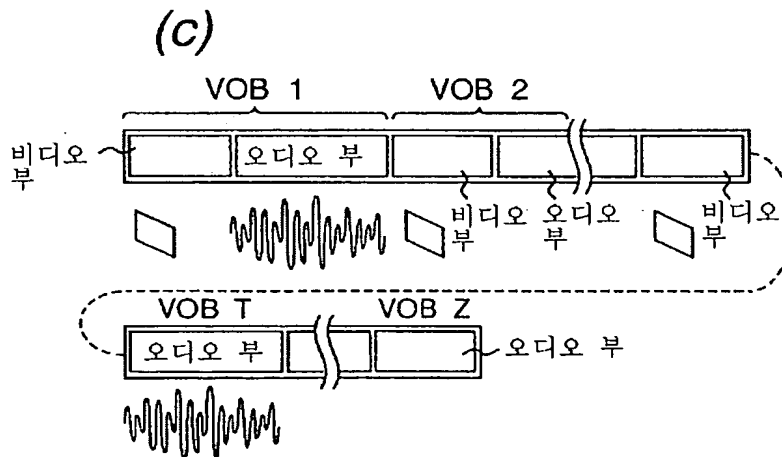 (c)
VOB 1
VOB 2
비디오
부
오디오 부
비디오
부
오디오
부
비디오
부
VOB T
VOB Z
오디오 부
오디오 부